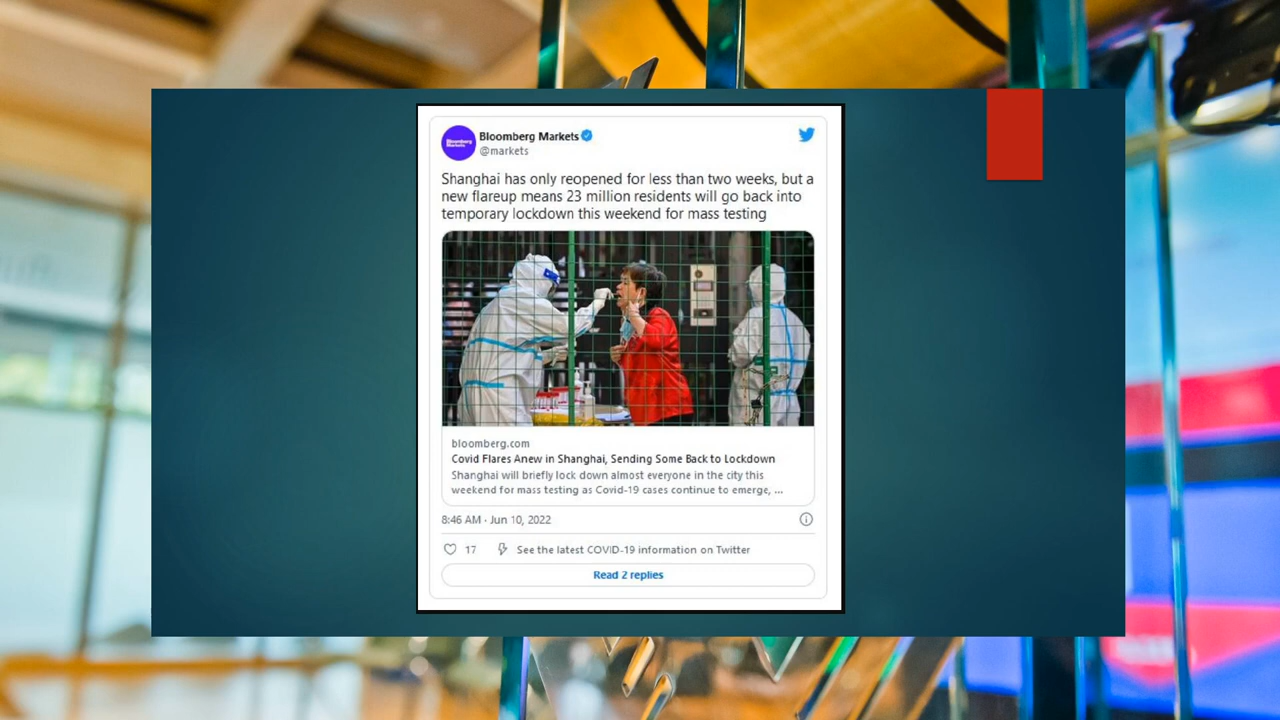 Bloomberg Markets
Bloomberg Markets
@markets
Shanghai has only reopened for less than two weeks, but a
new flareup means 23 million residents will go back into
temporary lockdown this weekend for mass testing
bloomberg.com
Covid Flares Anew in Shanghai, Sending Some Back to Lockdown
Shanghai will briefly lock down almost everyone in the city this
weekend for mass testing as Covid-19 cases continue to emerge, ...
8:46 AM · Jun 10, 2022
17 See the latest COVID-19 information on Twitter
Read 2 replies